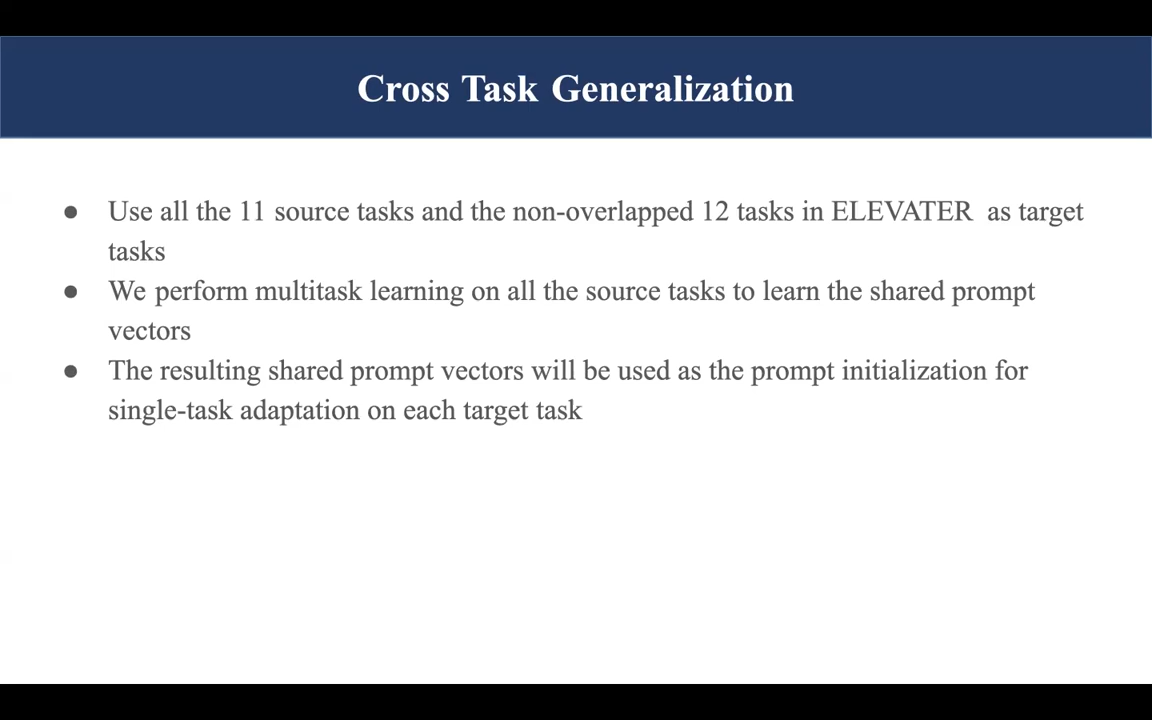 Cross Task Generalization
● Use all the 11 source tasks and the non-overlapped 12 tasks in ELEVATER as target
tasks
● We perform multitask learning on all the source tasks to learn the shared prompt
vectors
● The resulting shared prompt vectors will be used as the prompt initialization for
single-task adaptation on each target task